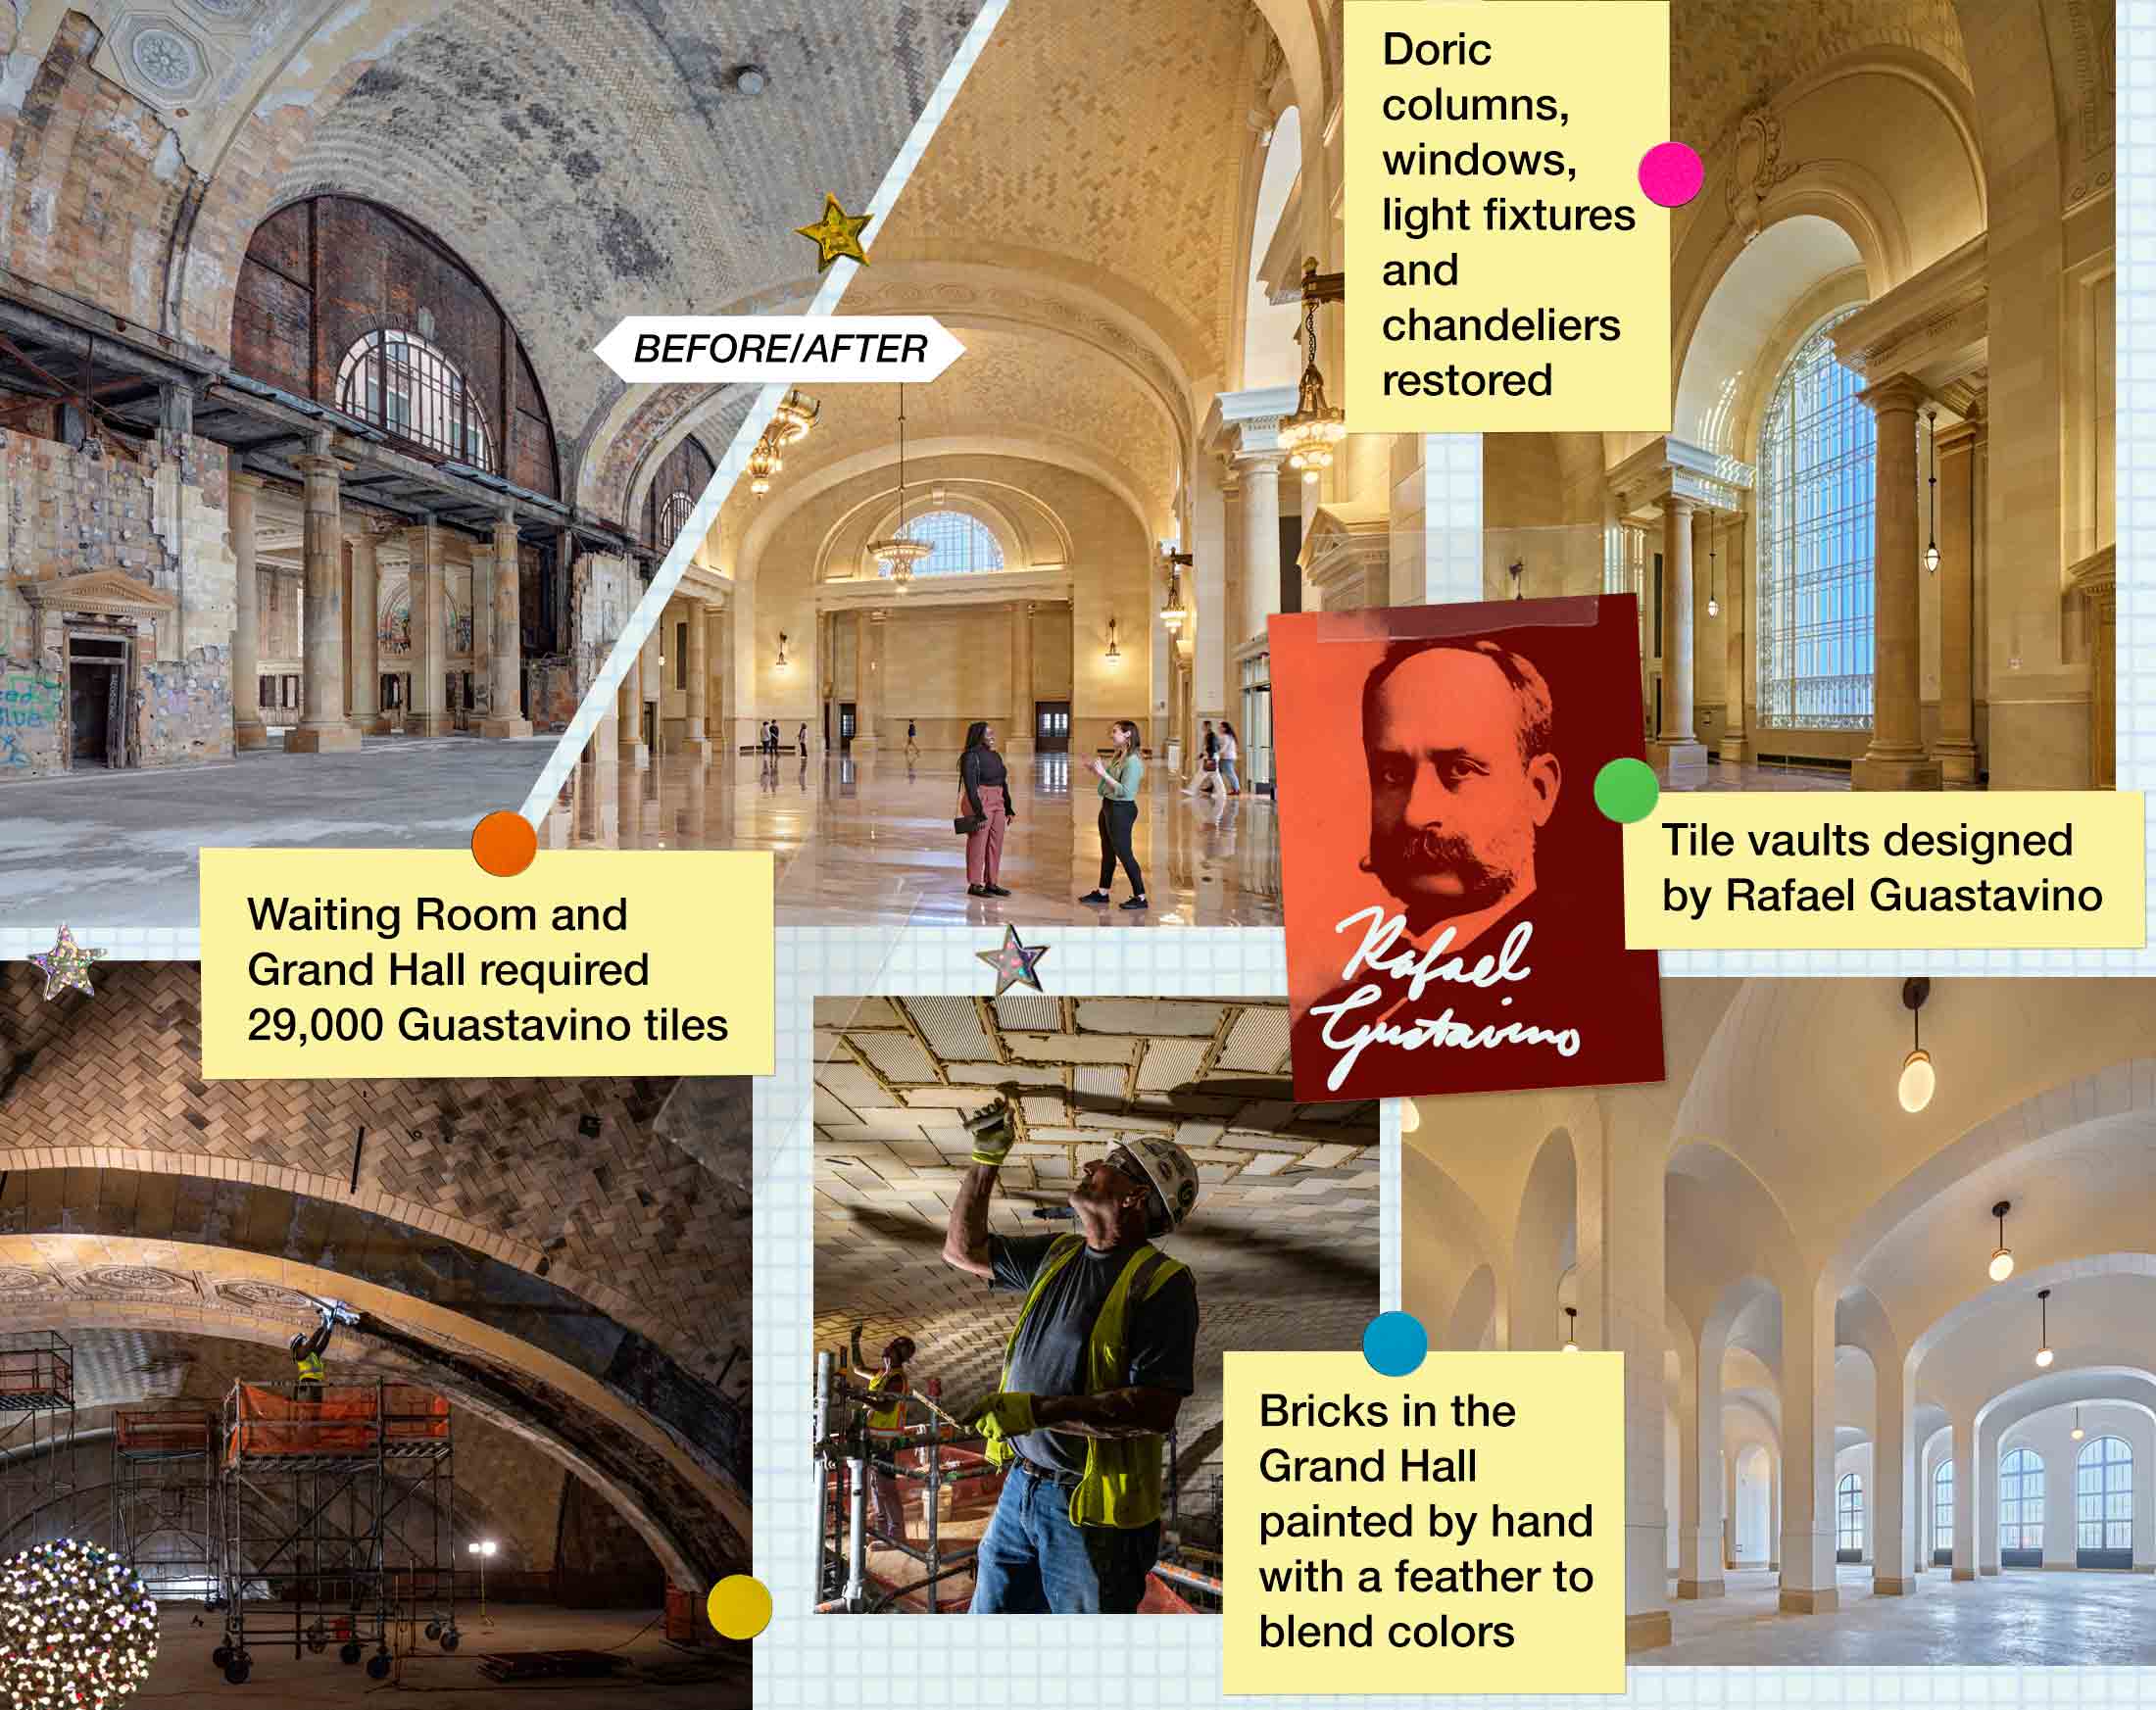 BEFORE/AFTER
Doric
columns,
windows,
light fixtures
and
chandeliers
restored
Waiting Room and
Grand Hall required
29,000 Guastavino tiles
Rafael
Gustavino
Tile vaults designed
by Rafael Guastavino
Bricks in the
Grand Hall
painted by hand
with a feather to
blend colors